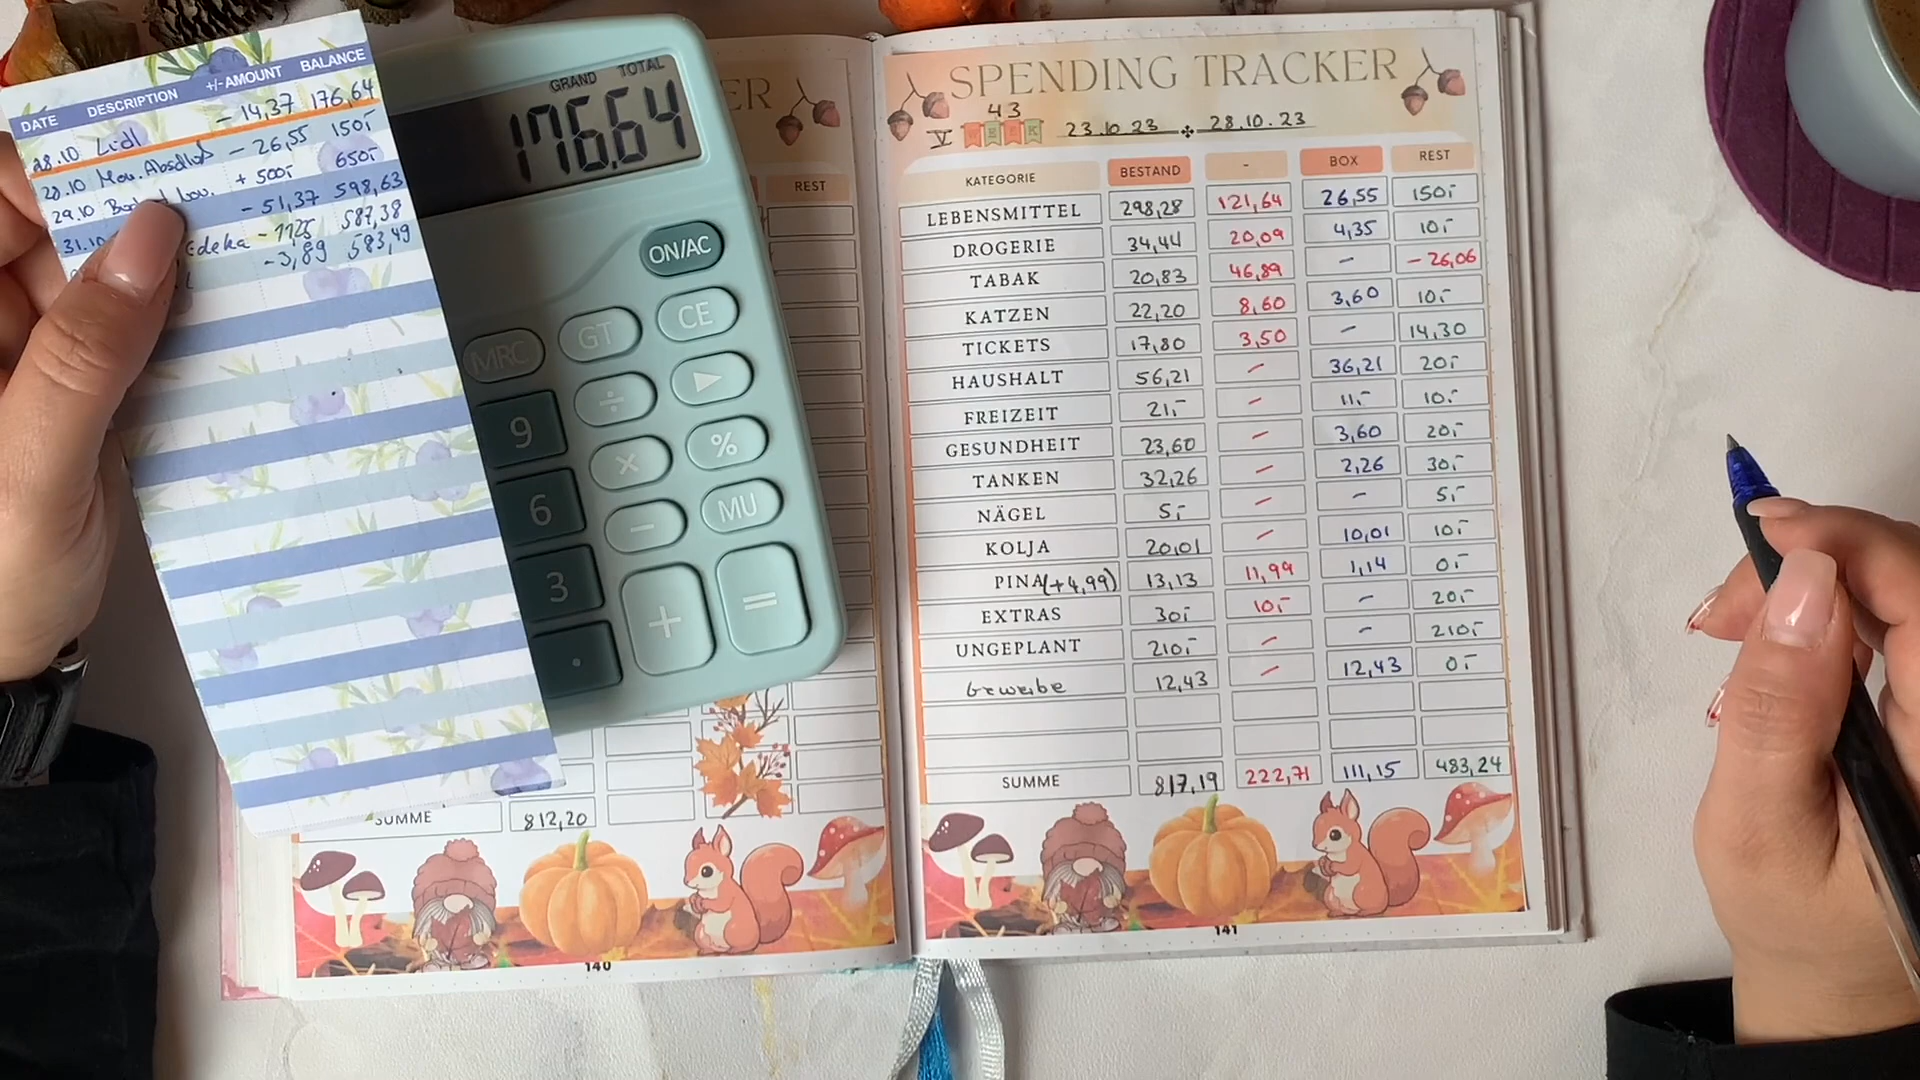 DATE DESCRIPTION +/-AMOUNT BALANCE
28.10 Lidl - 14,37 176,64
28.10 Mon. Abschluß - 26,55 150,-
29.10 + 500,- 650,-
31.10 - 51,37 598,63
Edeka - 11,25 587,38
- 3,89 583,49
GRAND TOTAL
176.64
ON/AC
MRC GT CE
÷ ▶
9 × %
6 − MU
3 + =
.
ER
REST
SUMME 812,20
140
SPENDING TRACKER
43
V WEEK 23.10.23 28.10.23
KATEGORIE BESTAND - BOX REST
LEBENSMITTEL 298,28 121,64 26,55 150,-
DROGERIE 34,44 20,09 4,35 10,-
TABAK 20,83 46,89 - -26,06
KATZEN 22,20 8,60 3,60 10,-
TICKETS 17,80 3,50 - 14,30
HAUSHALT 56,21 - 36,21 20,-
FREIZEIT 21,- - 11,- 10,-
GESUNDHEIT 23,60 - 3,60 20,-
TANKEN 32,26 - 2,26 30,-
NÄGEL 5,- - - 5,-
KOLJA 20,01 - 10,01 10,-
PINA (+4,99) 13,13 11,99 1,14 0,-
EXTRAS 30,- 10,- - 20,-
UNGEPLANT 210,- - - 210,-
Gewerbe 12,43 - 12,43 0,-
SUMME 817,19 222,71 111,15 483,24
141